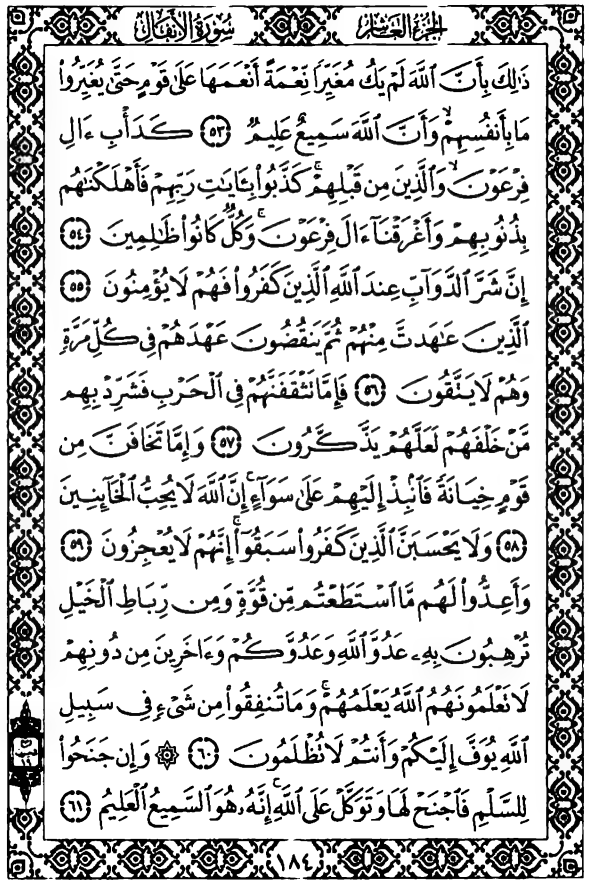 الجزء العاشر سورة الأنفال
ذَٰلِكَ بِأَنَّ ٱللَّهَ لَمْ يَكُ مُغَيِّرًا نِّعْمَةً أَنْعَمَهَا عَلَىٰ قَوْمٍ حَتَّىٰ يُغَيِّرُوا۟
مَا بِأَنفُسِهِمْ ۙ وَأَنَّ ٱللَّهَ سَمِيعٌ عَلِيمٌ ٥٣ كَدَأْبِ ءَالِ
فِرْعَوْنَ ۙ وَٱلَّذِينَ مِن قَبْلِهِمْ ۚ كَذَّبُوا۟ بِـَٔايَٰتِ رَبِّهِمْ فَأَهْلَكْنَٰهُم
بِذُنُوبِهِمْ وَأَغْرَقْنَآ ءَالَ فِرْعَوْنَ ۚ وَكُلٌّ كَانُوا۟ ظَٰلِمِينَ ٥٤
إِنَّ شَرَّ ٱلدَّوَآبِّ عِندَ ٱللَّهِ ٱلَّذِينَ كَفَرُوا۟ فَهُمْ لَا يُؤْمِنُونَ ٥٥
ٱلَّذِينَ عَٰهَدتَّ مِنْهُمْ ثُمَّ يَنقُضُونَ عَهْدَهُمْ فِى كُلِّ مَرَّةٍ
وَهُمْ لَا يَتَّقُونَ ٥٦ فَإِمَّا تَثْقَفَنَّهُمْ فِى ٱلْحَرْبِ فَشَرِّدْ بِهِم
مَّنْ خَلْفَهُمْ لَعَلَّهُمْ يَذَّكَّرُونَ ٥٧ وَإِمَّا تَخَافَنَّ مِن
قَوْمٍ خِيَانَةً فَٱنۢبِذْ إِلَيْهِمْ عَلَىٰ سَوَآءٍ ۚ إِنَّ ٱللَّهَ لَا يُحِبُّ ٱلْخَآئِنِينَ
٥٨ وَلَا يَحْسَبَنَّ ٱلَّذِينَ كَفَرُوا۟ سَبَقُوٓا۟ ۚ إِنَّهُمْ لَا يُعْجِزُونَ ٥٩
وَأَعِدُّوا۟ لَهُم مَّا ٱسْتَطَعْتُم مِّن قُوَّةٍ وَمِن رِّبَاطِ ٱلْخَيْلِ
تُرْهِبُونَ بِهِۦ عَدُوَّ ٱللَّهِ وَعَدُوَّكُمْ وَءَاخَرِينَ مِن دُونِهِمْ
لَا تَعْلَمُونَهُمُ ٱللَّهُ يَعْلَمُهُمْ ۚ وَمَا تُنفِقُوا۟ مِن شَىْءٍ فِى سَبِيلِ
ٱللَّهِ يُوَفَّ إِلَيْكُمْ وَأَنتُمْ لَا تُظْلَمُونَ ٦٠ ۞ وَإِن جَنَحُوا۟
لِلسَّلْمِ فَٱجْنَحْ لَهَا وَتَوَكَّلْ عَلَى ٱللَّهِ ۚ إِنَّهُۥ هُوَ ٱلسَّمِيعُ ٱلْعَلِيمُ ٦١
١٨٤